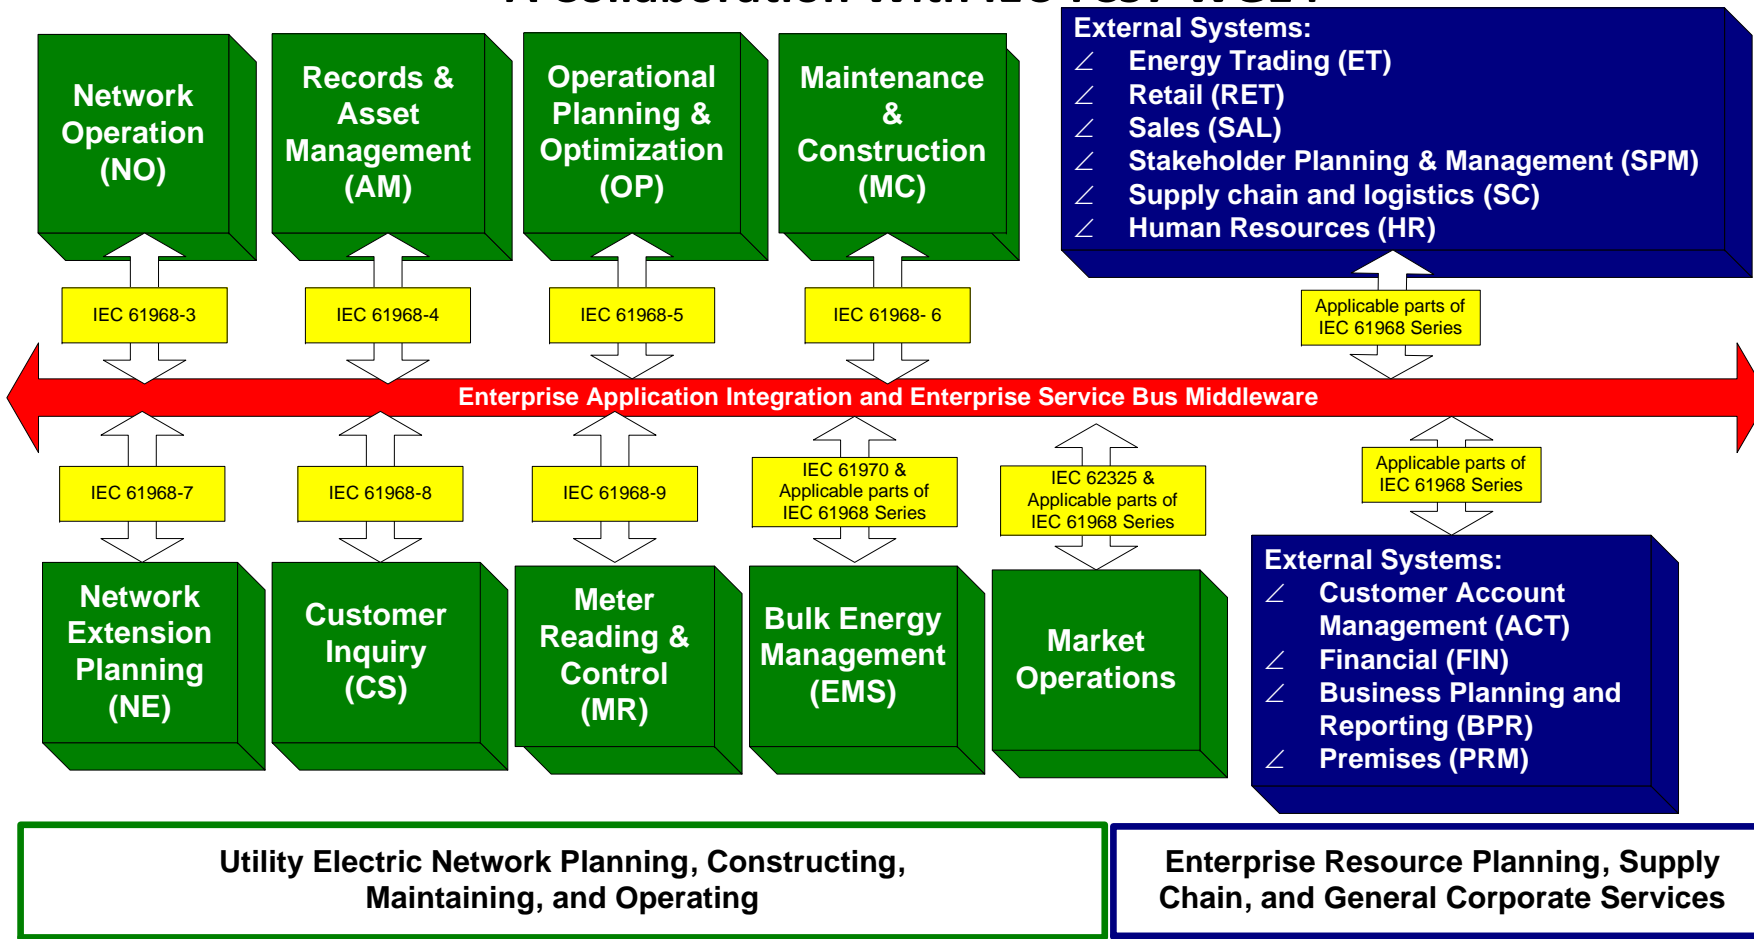 A Collaboration With IEC TC57 WG14
Network
Operation
(NO)
Records &
Asset
Management
(AM)
Operational
Planning &
Optimization
(OP)
Maintenance
&
Construction
(MC)
External Systems:
∠ Energy Trading (ET)
∠ Retail (RET)
∠ Sales (SAL)
∠ Stakeholder Planning & Management (SPM)
∠ Supply chain and logistics (SC)
∠ Human Resources (HR)
IEC 61968-3
IEC 61968-4
IEC 61968-5
IEC 61968- 6
Applicable parts of
IEC 61968 Series
Enterprise Application Integration and Enterprise Service Bus Middleware
IEC 61968-7
IEC 61968-8
IEC 61968-9
IEC 61970 &
Applicable parts of
IEC 61968 Series
IEC 62325 &
Applicable parts of
IEC 61968 Series
Applicable parts of
IEC 61968 Series
Network
Extension
Planning
(NE)
Customer
Inquiry
(CS)
Meter
Reading &
Control
(MR)
Bulk Energy
Management
(EMS)
Market
Operations
External Systems:
∠ Customer Account
Management (ACT)
∠ Financial (FIN)
∠ Business Planning and
Reporting (BPR)
∠ Premises (PRM)
Utility Electric Network Planning, Constructing,
Maintaining, and Operating
Enterprise Resource Planning, Supply
Chain, and General Corporate Services